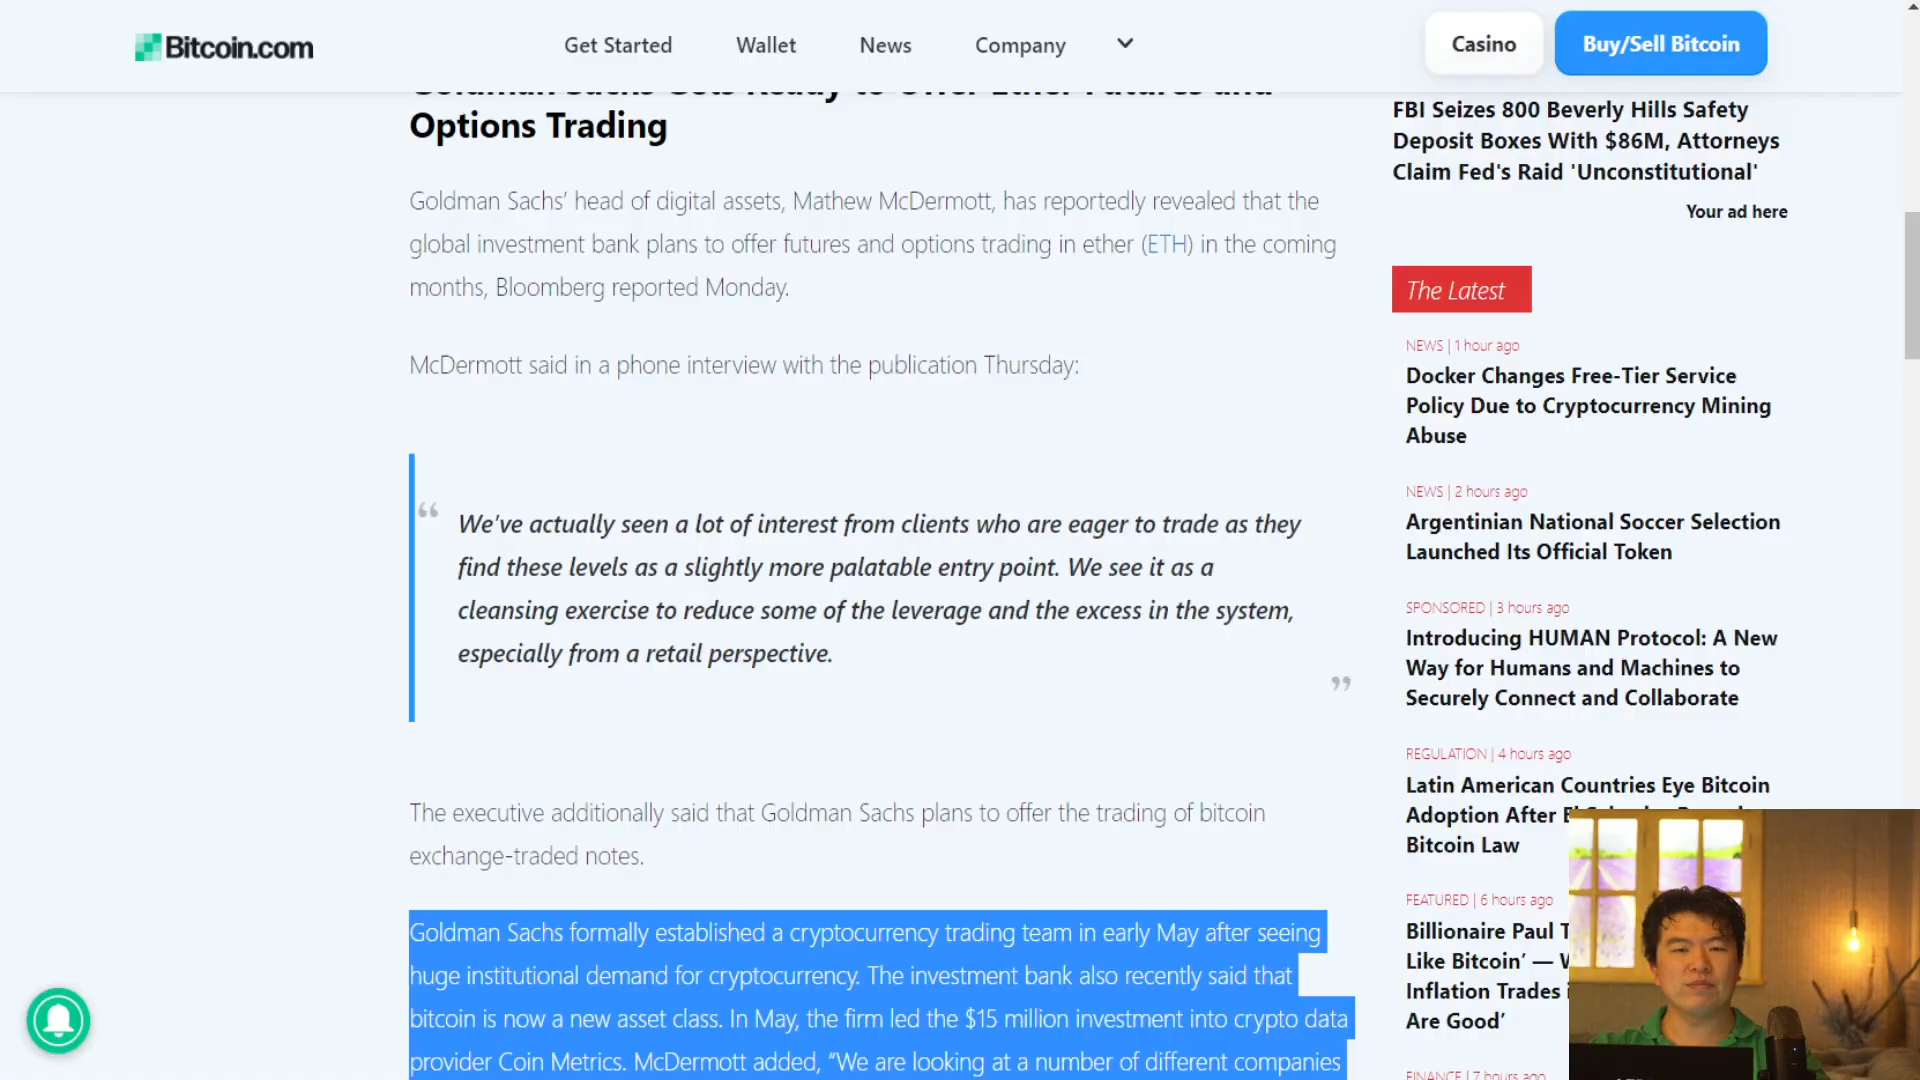 Bitcoin.com
Get Started
Wallet
News
Company
Casino
Buy/Sell Bitcoin
Goldman Sachs Gets Ready to Offer Ether Futures and
Options Trading
Goldman Sachs’ head of digital assets, Mathew McDermott, has reportedly revealed that the
global investment bank plans to offer futures and options trading in ether (ETH) in the coming
months, Bloomberg reported Monday.
McDermott said in a phone interview with the publication Thursday:
“
We’ve actually seen a lot of interest from clients who are eager to trade as they
find these levels as a slightly more palatable entry point. We see it as a
cleansing exercise to reduce some of the leverage and the excess in the system,
especially from a retail perspective.
”
The executive additionally said that Goldman Sachs plans to offer the trading of bitcoin
exchange-traded notes.
Goldman Sachs formally established a cryptocurrency trading team in early May after seeing
huge institutional demand for cryptocurrency. The investment bank also recently said that
bitcoin is now a new asset class. In May, the firm led the $15 million investment into crypto data
provider Coin Metrics. McDermott added, “We are looking at a number of different companies
FBI Seizes 800 Beverly Hills Safety
Deposit Boxes With $86M, Attorneys
Claim Fed's Raid 'Unconstitutional'
Your ad here
The Latest
NEWS | 1 hour ago
Docker Changes Free-Tier Service
Policy Due to Cryptocurrency Mining
Abuse
NEWS | 2 hours ago
Argentinian National Soccer Selection
Launched Its Official Token
SPONSORED | 3 hours ago
Introducing HUMAN Protocol: A New
Way for Humans and Machines to
Securely Connect and Collaborate
REGULATION | 4 hours ago
Latin American Countries Eye Bitcoin
Adoption After
Bitcoin Law
FEATURED | 6 hours ago
Billionaire Paul
Like Bitcoin’ —
Inflation Trades
Are Good’
FINANCE | 7 hours ago